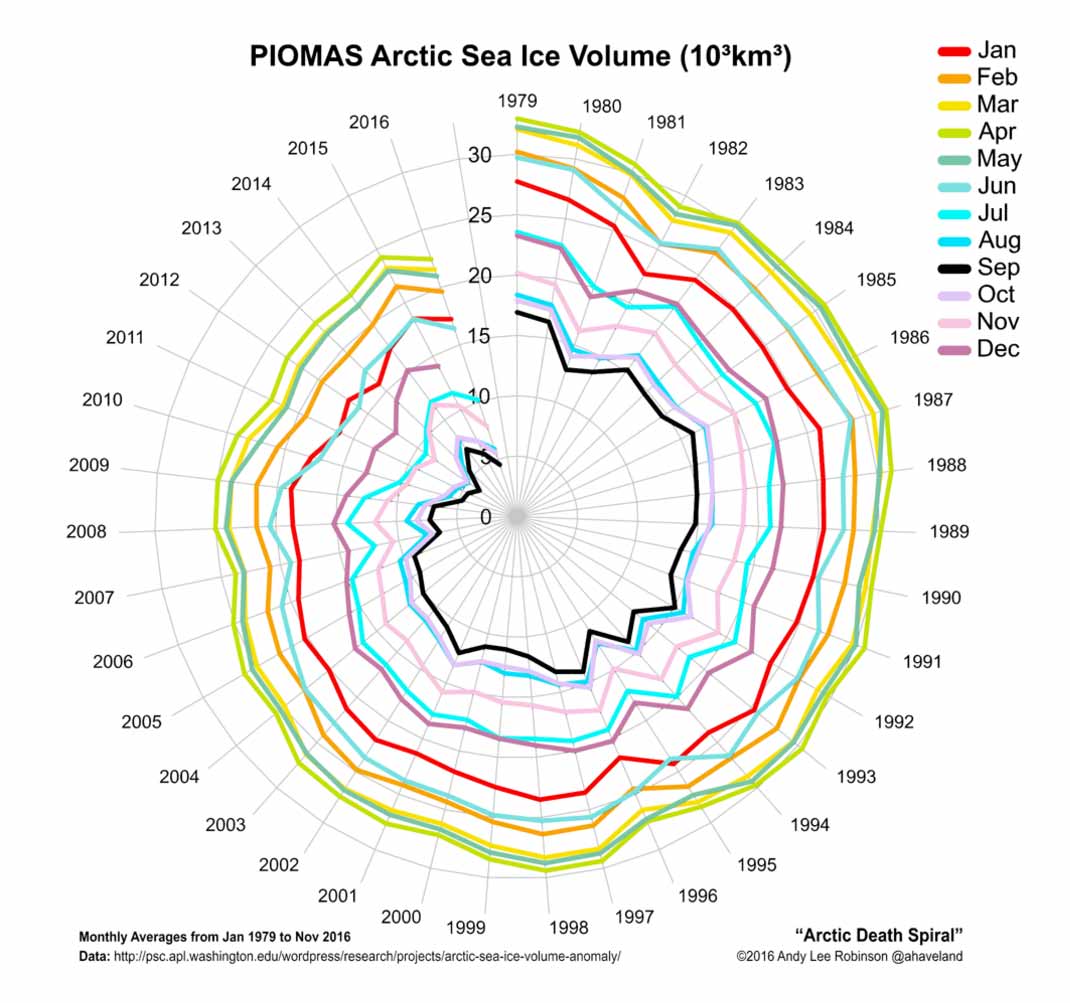 PIOMAS Arctic Sea Ice Volume (10³km³)
Jan
Feb
Mar
Apr
May
Jun
Jul
Aug
Sep
Oct
Nov
Dec
1979
1980
1981
1982
1983
1984
1985
1986
1987
1988
1989
1990
1991
1992
1993
1994
1995
1996
1997
1998
1999
2000
2001
2002
2003
2004
2005
2006
2007
2008
2009
2010
2011
2012
2013
2014
2015
2016
30
25
20
15
10
5
0
Monthly Averages from Jan 1979 to Nov 2016
Data: http://psc.apl.washington.edu/wordpress/research/projects/arctic-sea-ice-volume-anomaly/
“Arctic Death Spiral”
©2016 Andy Lee Robinson @ahaveland